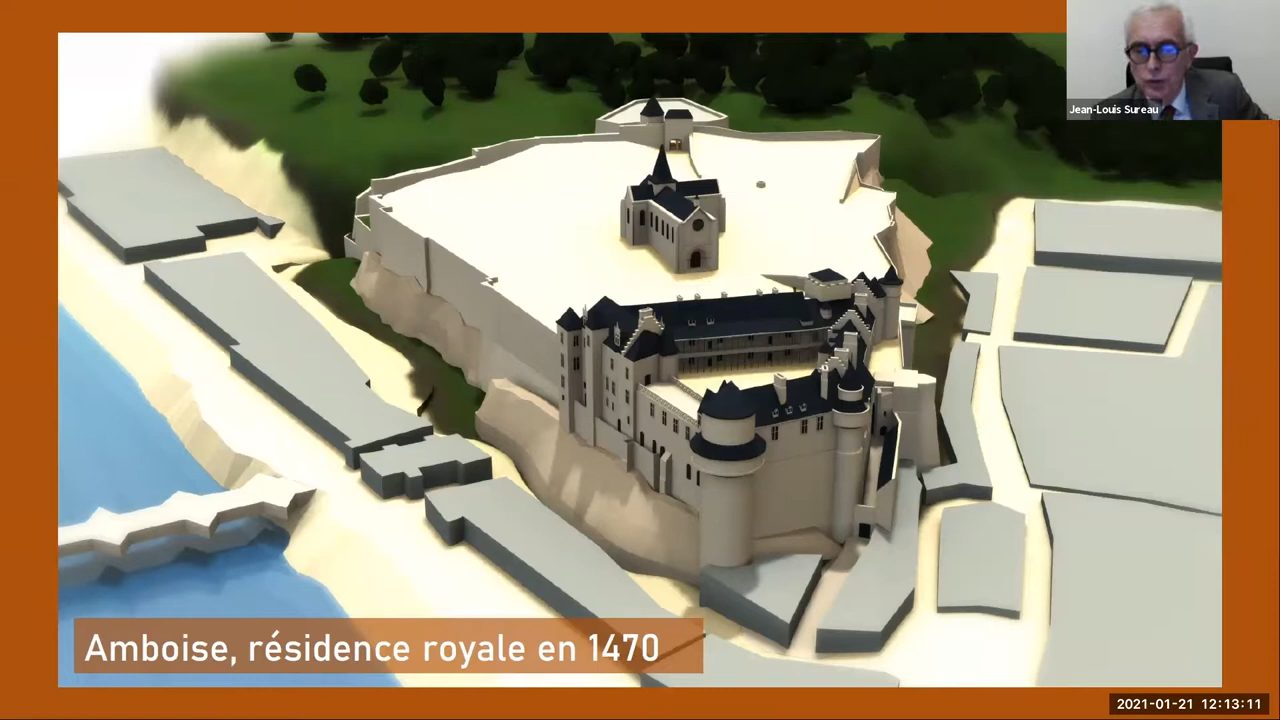 Jean-Louis Sureau
Amboise, résidence royale en 1470
2021-01-21 12:13:11